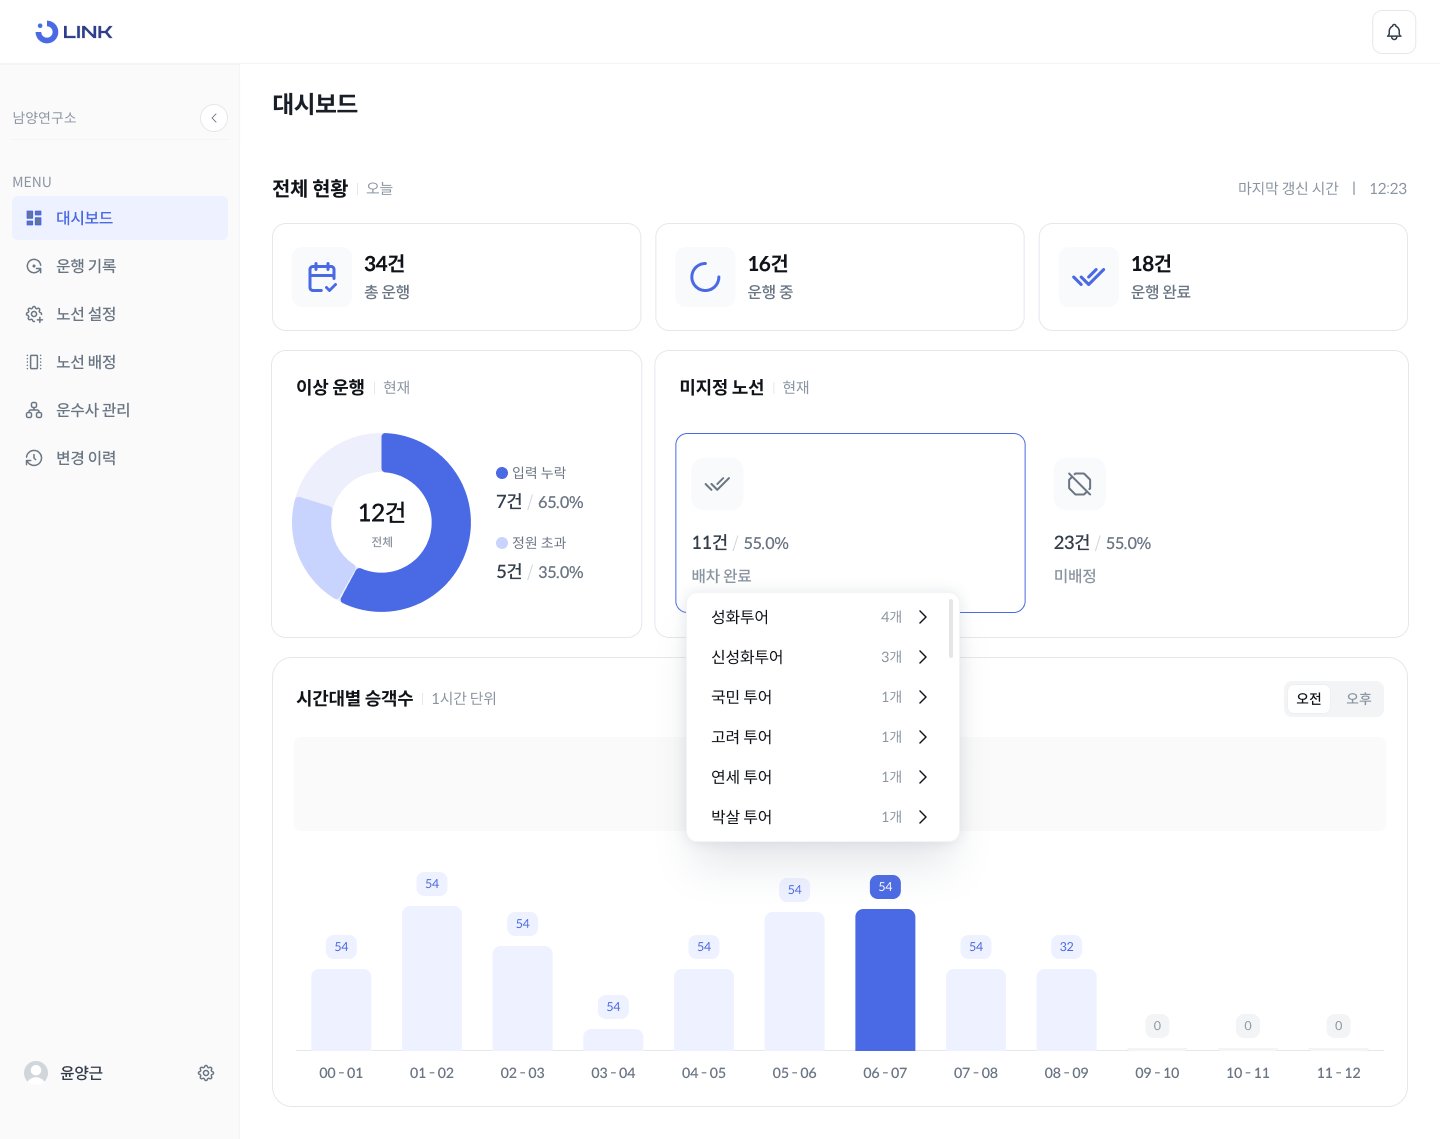 LINK
남양연구소
MENU
대시보드
운행 기록
노선 설정
노선 배정
운수사 관리
변경 이력
윤양근
대시보드
전체 현황 오늘
마지막 갱신 시간 | 12:23
34건
총 운행
16건
운행 중
18건
운행 완료
이상 운행 현재
12건
전체
입력 누락
7건 / 65.0%
정원 초과
5건 / 35.0%
미지정 노선 현재
11건 / 55.0%
배차 완료
23건 / 55.0%
미배정
성화투어 4개
신성화투어 3개
국민 투어 1개
고려 투어 1개
연세 투어 1개
박살 투어 1개
시간대별 승객수 1시간 단위
오전 오후
54 54 54 54 54 54 54 54 32 0 0 0
00 - 01 01 - 02 02 - 03 03 - 04 04 - 05 05 - 06 06 - 07 07 - 08 08 - 09 09 - 10 10 - 11 11 - 12